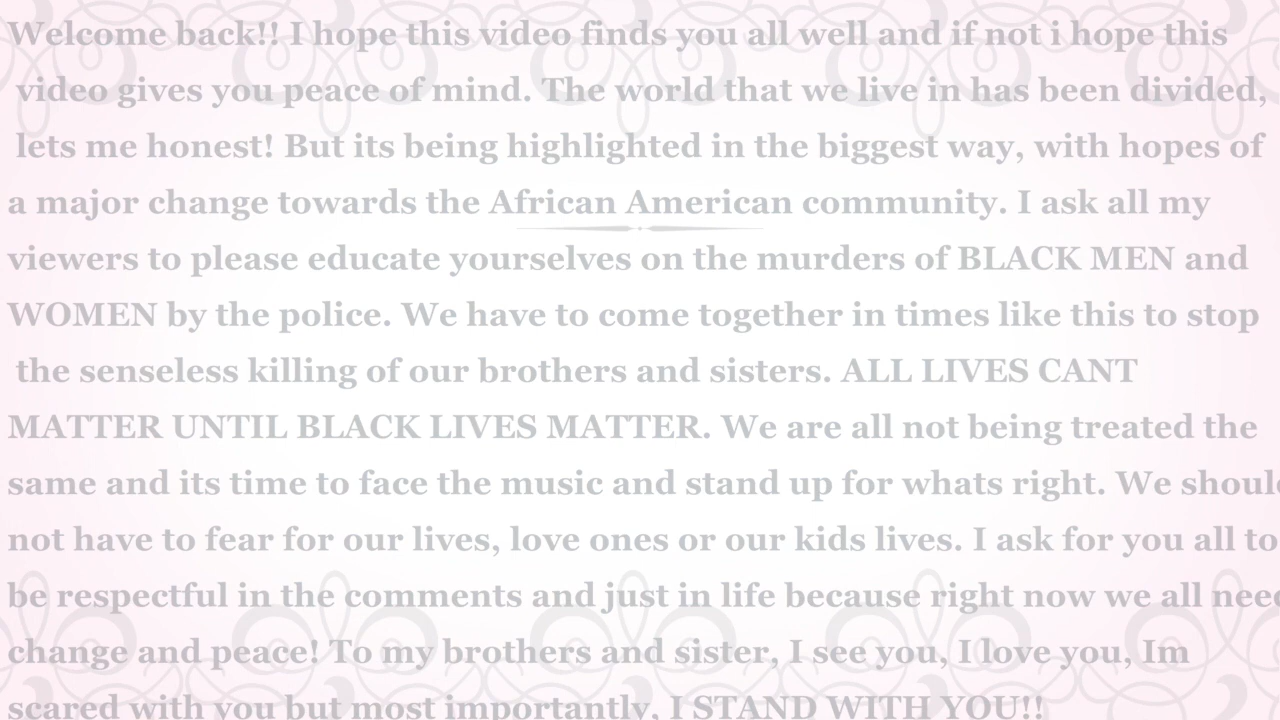 Welcome back!! I hope this video finds you all well and if not i hope this
video gives you peace of mind. The world that we live in has been divided,
lets me honest! But its being highlighted in the biggest way, with hopes of
a major change towards the African American community. I ask all my
viewers to please educate yourselves on the murders of BLACK MEN and
WOMEN by the police. We have to come together in times like this to stop
the senseless killing of our brothers and sisters. ALL LIVES CANT
MATTER UNTIL BLACK LIVES MATTER. We are all not being treated the
same and its time to face the music and stand up for whats right. We shoul
not have to fear for our lives, love ones or our kids lives. I ask for you all to
be respectful in the comments and just in life because right now we all nee
change and peace! To my brothers and sister, I see you, I love you, Im
scared with you but most importantly, I STAND WITH YOU!!